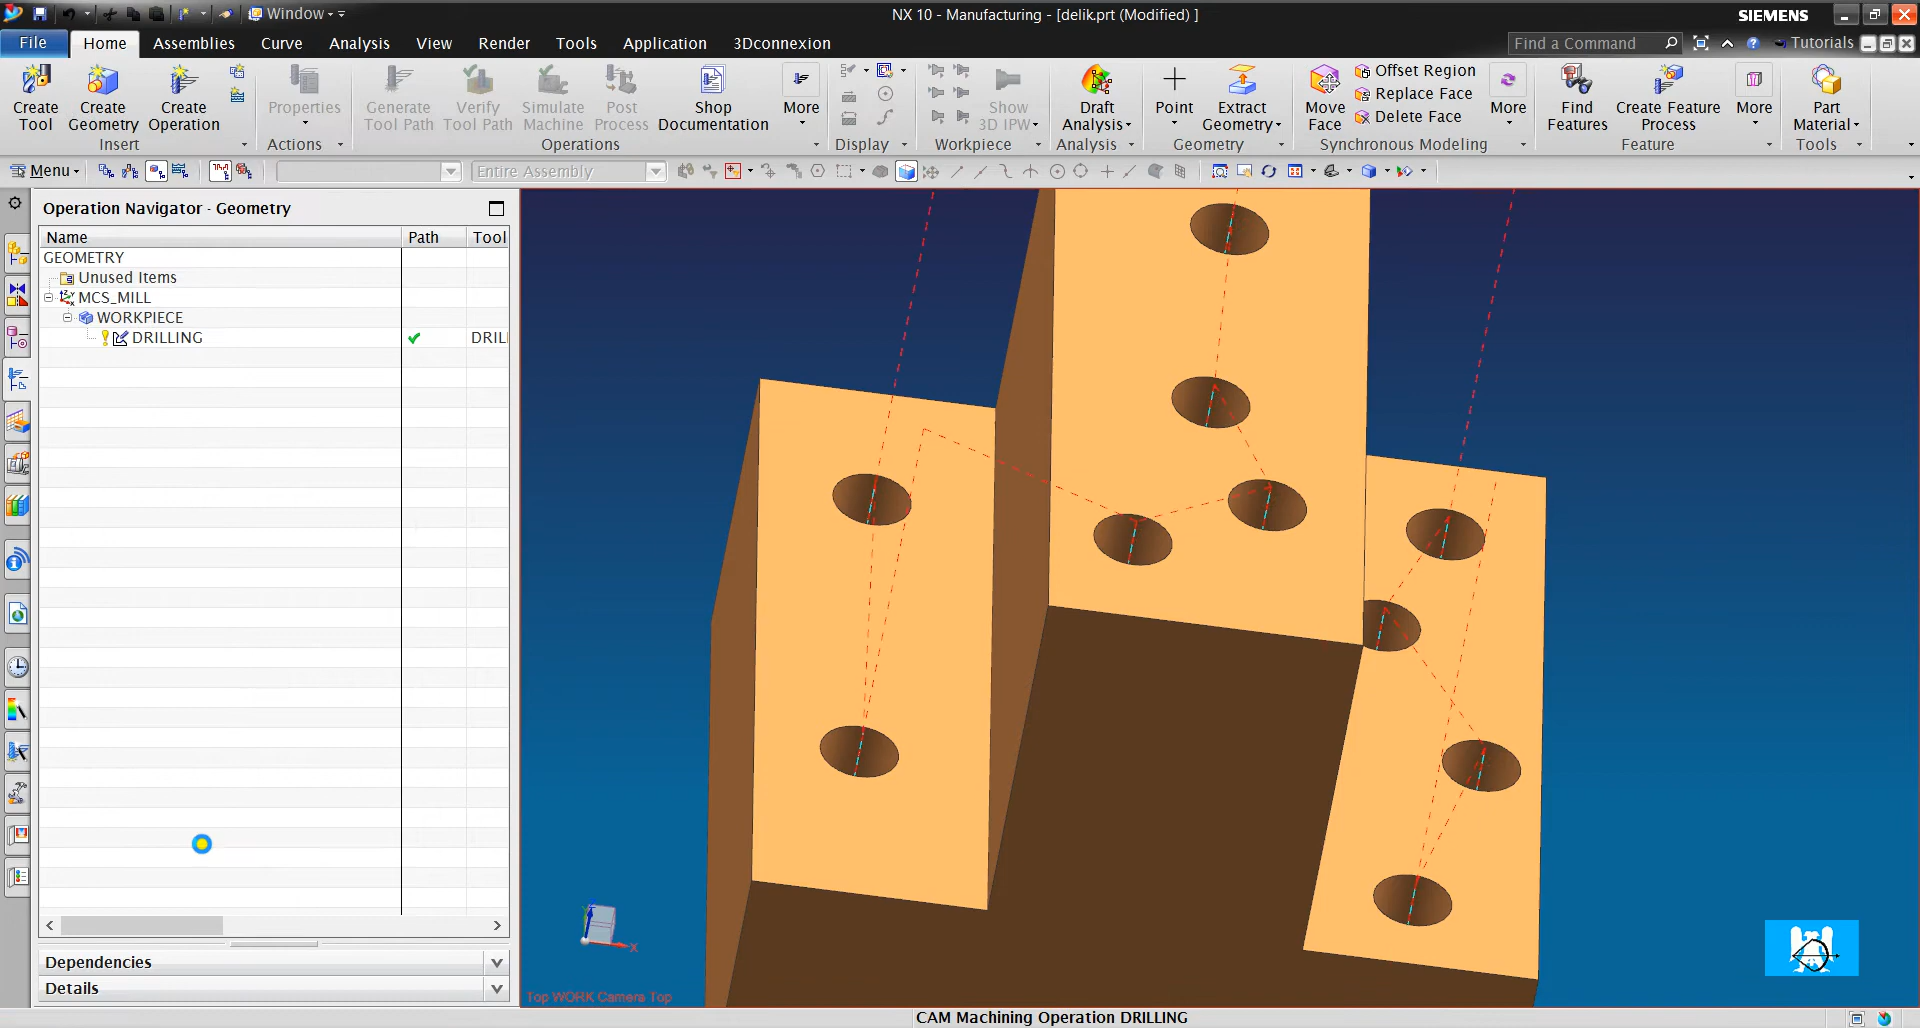 Window
NX 10 - Manufacturing - [delik.prt (Modified) ]
SIEMENS
File Home Assemblies Curve Analysis View Render Tools Application 3Dconnexion
Find a Command
Tutorials
Create Tool
Create Geometry
Create Operation
Properties
Generate Tool Path
Verify Tool Path
Simulate Machine
Post Process
Shop Documentation
More
Show 3D IPW
Draft Analysis
Point
Extract Geometry
Move Face
Offset Region
Replace Face
Delete Face
More
Find Features
Create Feature Process
More
Part Material
Insert Actions Operations Display Workpiece Analysis Geometry Synchronous Modeling Feature Tools
Menu
Entire Assembly
Operation Navigator - Geometry
Name Path Tool
GEOMETRY
Unused Items
MCS_MILL
WORKPIECE
DRILLING DRIL
Dependencies
Details
X
Top WORK Camera Top
CAM Machining Operation DRILLING